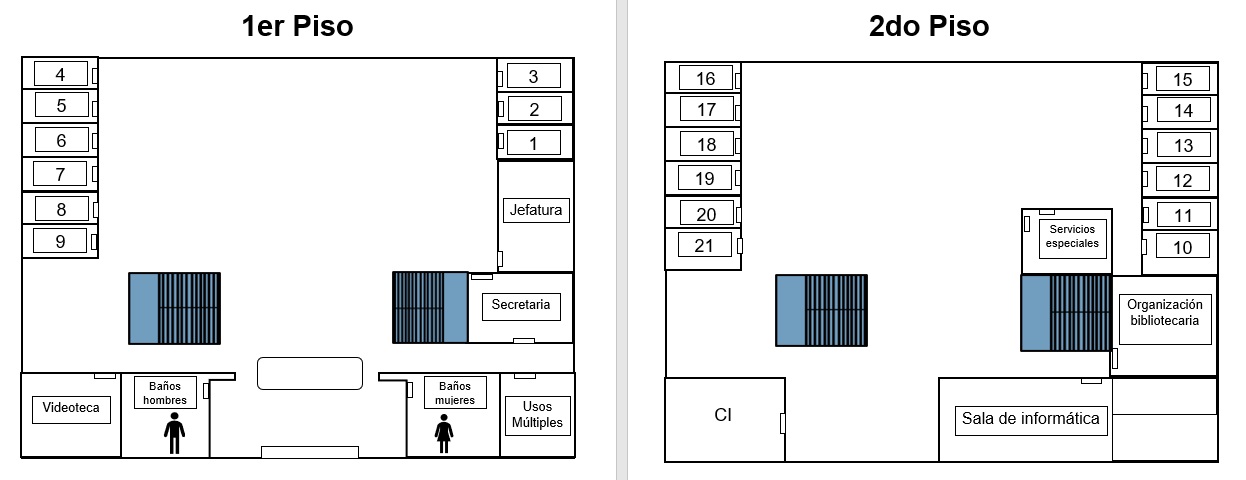 1er Piso
4
5
6
7
8
9
3
2
1
Jefatura
Secretaria
Videoteca
Baños
hombres
Baños
mujeres
Usos
Múltiples
2do Piso
16
17
18
19
20
21
15
14
13
12
11
10
Servicios
especiales
Organización
bibliotecaria
CI
Sala de informática